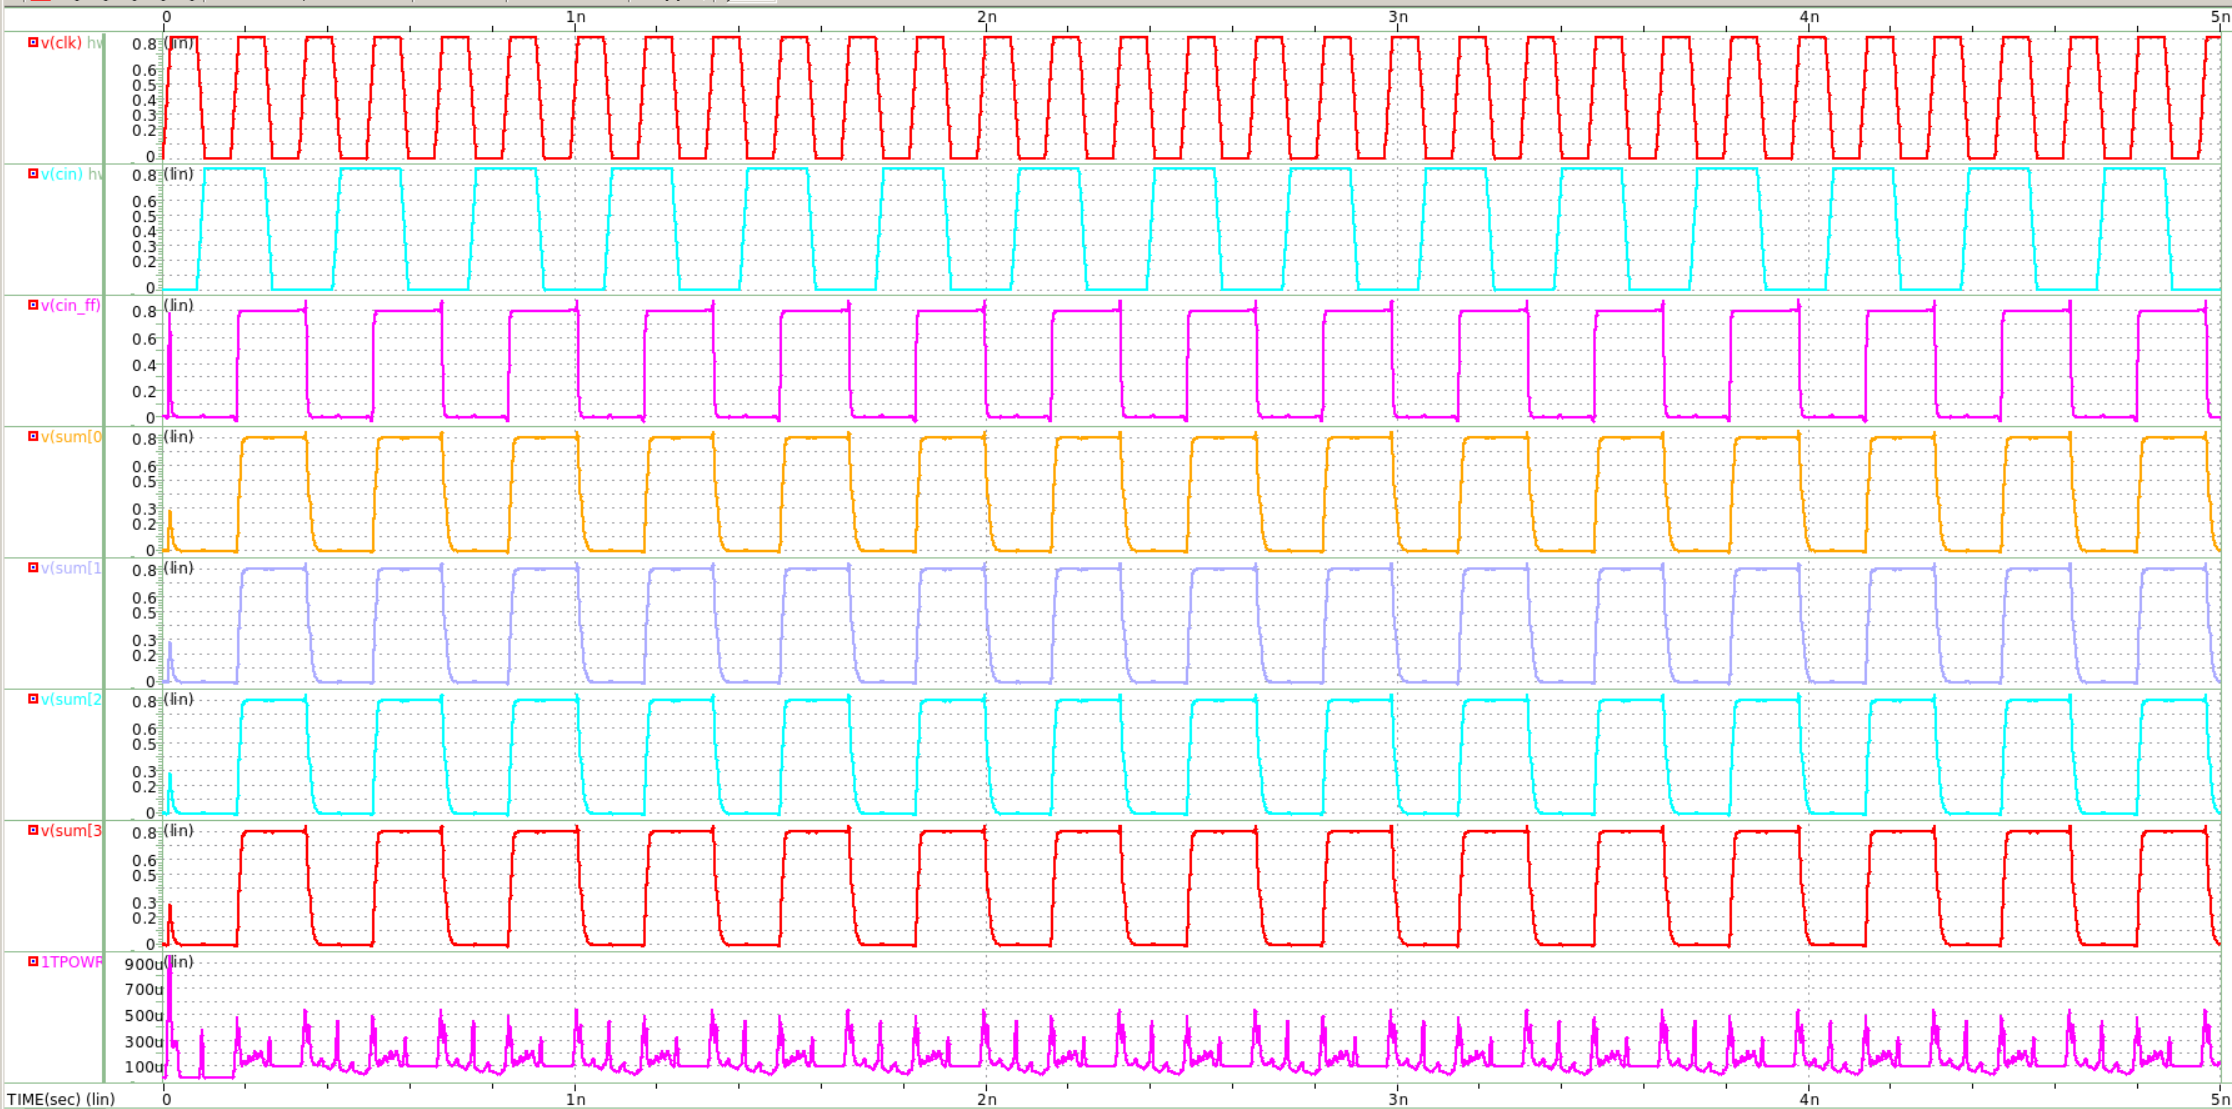 0 1n 2n 3n 4n 5n
v(clk) hw (lin)
0.8
0.6
0.5
0.4
0.3
0.2
0
v(cin) hw (lin)
0.8
0.6
0.5
0.4
0.3
0.2
0
v(cin_ff) (lin)
0.8
0.6
0.4
0.2
0
v(sum[0 (lin)
0.8
0.6
0.5
0.3
0.2
0
v(sum[1 (lin)
0.8
0.6
0.5
0.3
0.2
0
v(sum[2 (lin)
0.8
0.6
0.5
0.3
0.2
0
v(sum[3 (lin)
0.8
0.6
0.5
0.3
0.2
0
1TPOWR (lin)
900u
700u
500u
300u
100u
TIME(sec) (lin) 0 1n 2n 3n 4n 5n